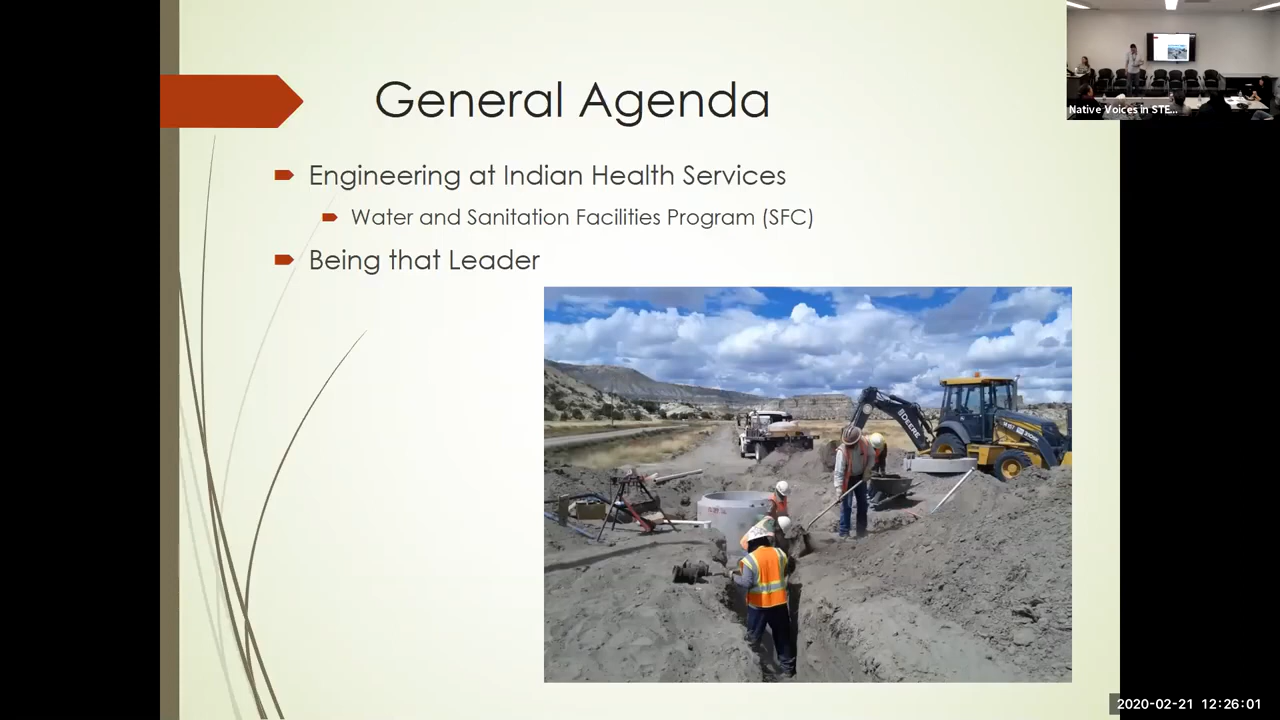 General Agenda
Engineering at Indian Health Services
Water and Sanitation Facilities Program (SFC)
Being that Leader
Native Voices in STE...
DEERE
2020-02-21 12:26:01